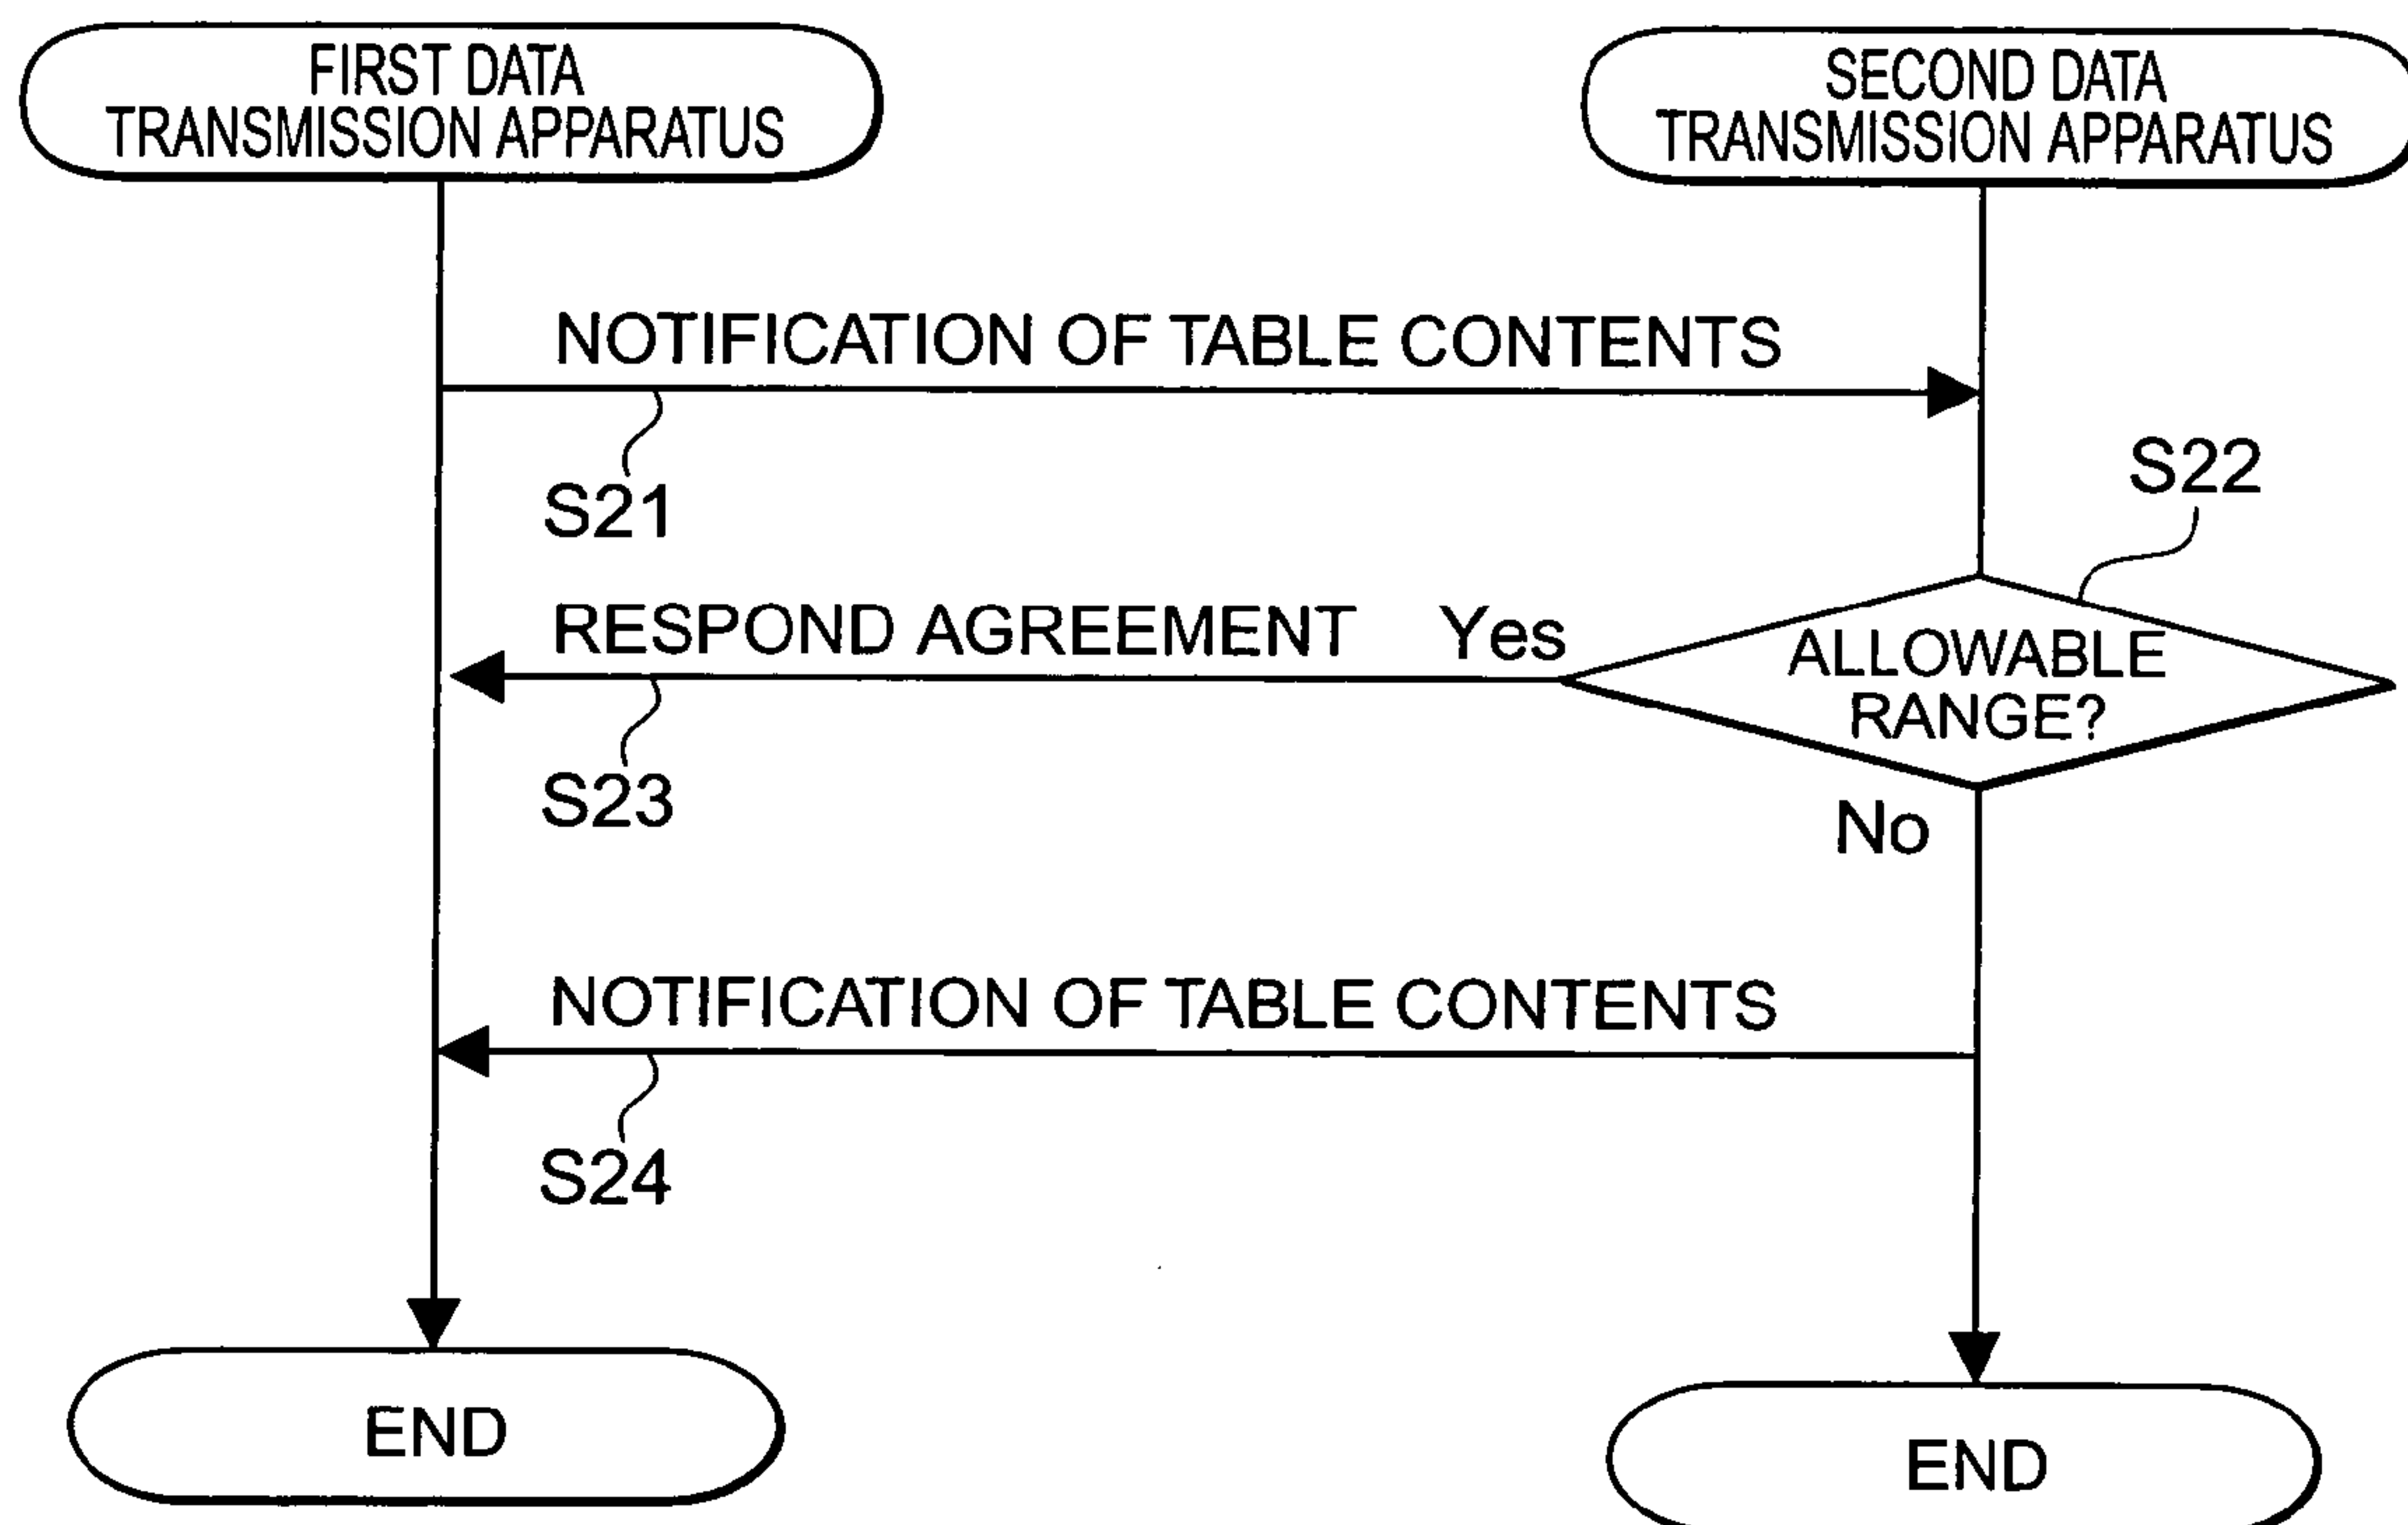 FIRST DATA
TRANSMISSION APPARATUS
SECOND DATA
TRANSMISSION APPARATUS
NOTIFICATION OF TABLE CONTENTS
S21
S22
RESPOND AGREEMENT
Yes
ALLOWABLE
RANGE?
S23
No
NOTIFICATION OF TABLE CONTENTS
S24
END
END